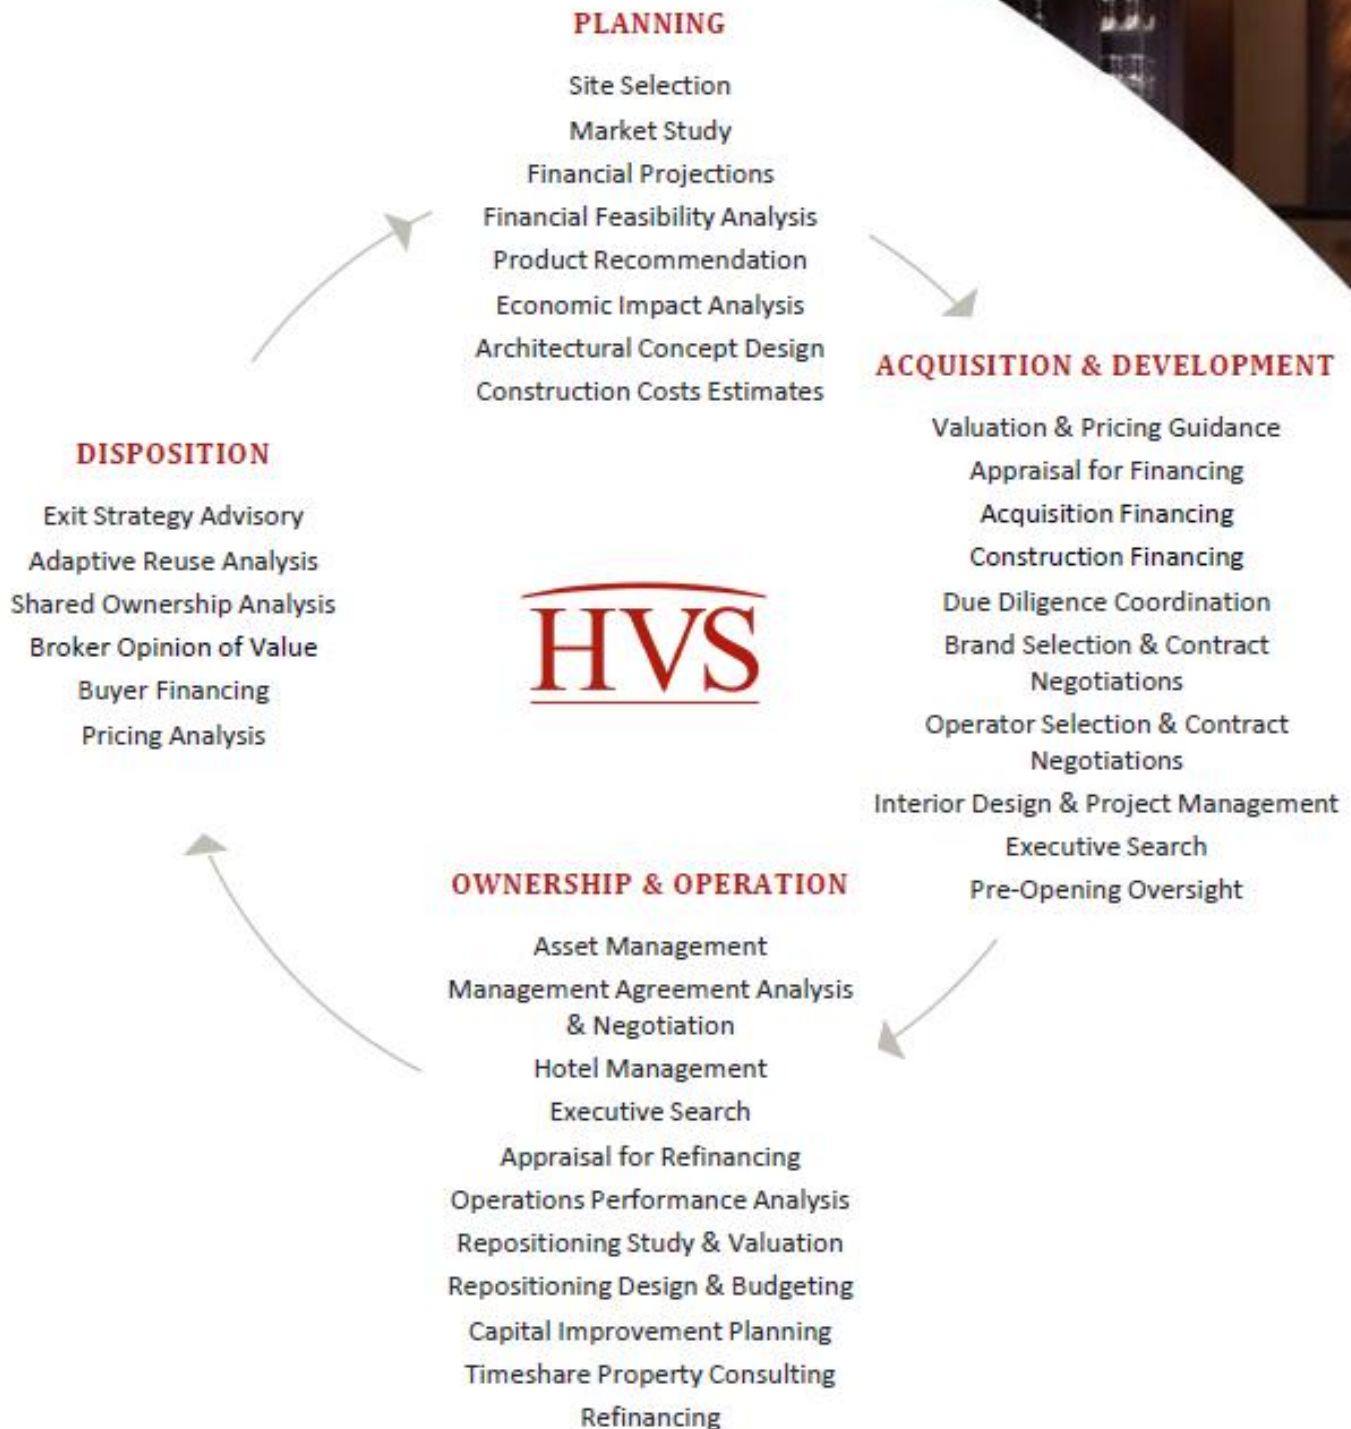 PLANNING
Site Selection
Market Study
Financial Projections
Financial Feasibility Analysis
Product Recommendation
Economic Impact Analysis
Architectural Concept Design
Construction Costs Estimates
ACQUISITION & DEVELOPMENT
Valuation & Pricing Guidance
Appraisal for Financing
Acquisition Financing
Construction Financing
Due Diligence Coordination
Brand Selection & Contract
Negotiations
Operator Selection & Contract
Negotiations
Interior Design & Project Management
Executive Search
Pre-Opening Oversight
OWNERSHIP & OPERATION
Asset Management
Management Agreement Analysis
& Negotiation
Hotel Management
Executive Search
Appraisal for Refinancing
Operations Performance Analysis
Repositioning Study & Valuation
Repositioning Design & Budgeting
Capital Improvement Planning
Timeshare Property Consulting
Refinancing
DISPOSITION
Exit Strategy Advisory
Adaptive Reuse Analysis
Shared Ownership Analysis
Broker Opinion of Value
Buyer Financing
Pricing Analysis
HVS